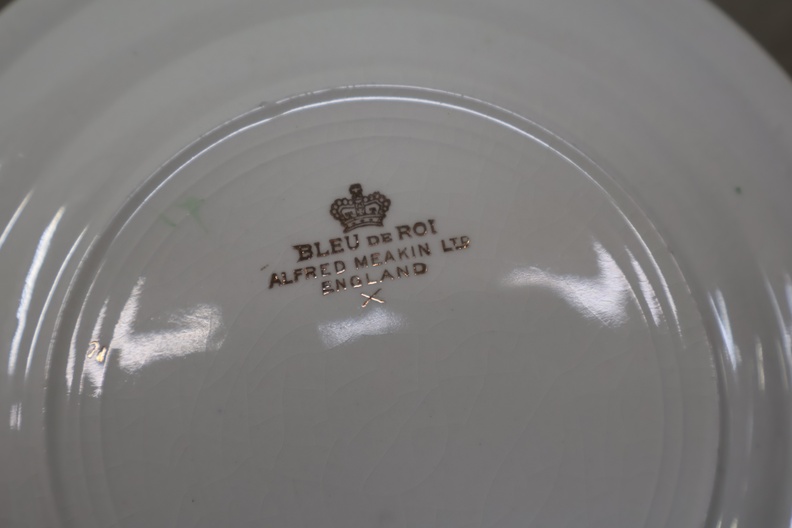 BLEU DE ROI
ALFRED MEAKIN LTD
ENGLAND
X